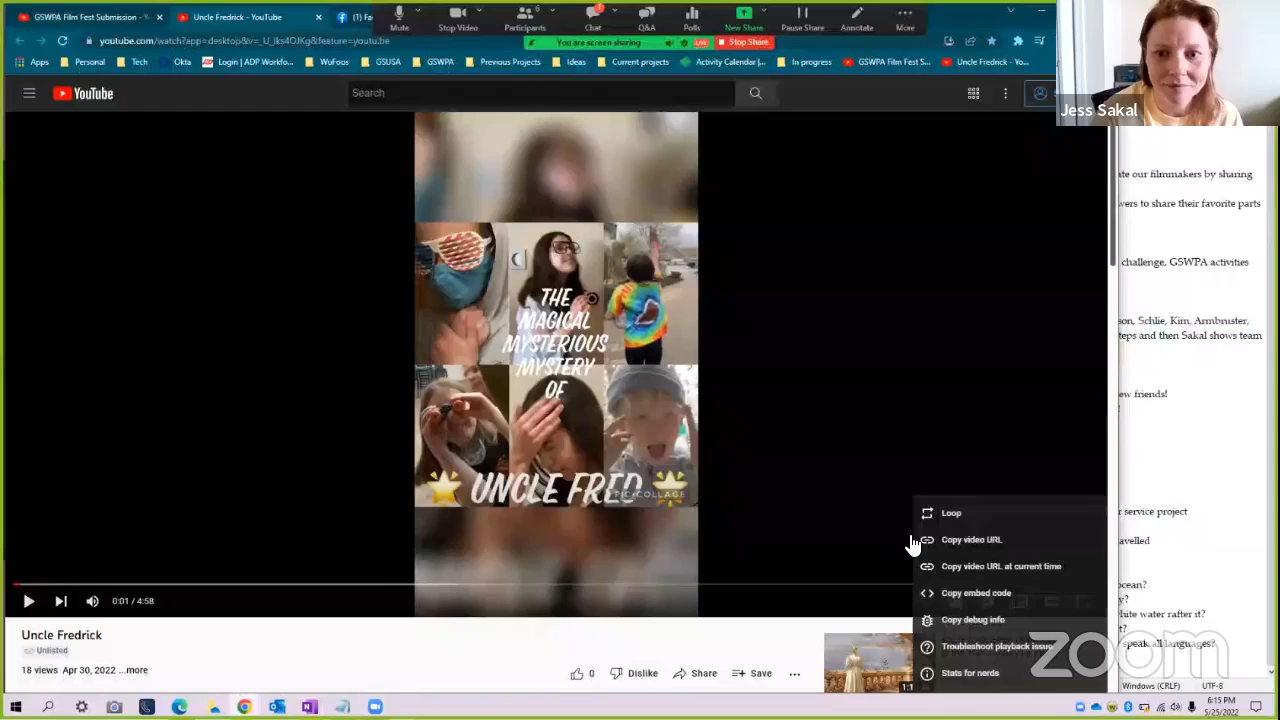 GSWPA Film Fest Submission - Y
Uncle Fredrick - YouTube
Mute
Stop Video
6
Participants
Chat
Q&A
Polls
New Share
Pause Share
Annotate
More
You are screen sharing
LIVE
Stop Share
youtube.com/watch?app=desktop&v=_U_Iks4OJKg&feature=youtu.be
Apps
Personal
Tech
Okta
Login | ADP Workfo...
WuFoos
GSUSA
GSWPA
Previous Projects
Ideas
Current projects
Activity Calendar |...
In progress
GSWPA Film Fest S...
Uncle Fredrick - Yo...
YouTube
Search
Jess Sakal
THE
MAGICAL
MYSTERIOUS
MYSTERY
OF
UNCLE FRED
PIC·COLLAGE
ate our filmmakers by sharing
wers to share their favorite parts
challenge, GSWPA activities
son, Schlie, Kim, Armbruster,
teps and then Sakal shows team
ew friends!
r service project
avelled
ocean?
y?
white water rafter it?
t?
speak all languages?
Loop
Copy video URL
Copy video URL at current time
Copy embed code
Copy debug info
Troubleshoot playback issue
Stats for nerds
0:01 / 4:58
Uncle Fredrick
Unlisted
18 views Apr 30, 2022 ...more
0
Dislike
Share
Save
1:1
zoom
Windows (CRLF)
UTF-8
6:15 PM
5/25/2022